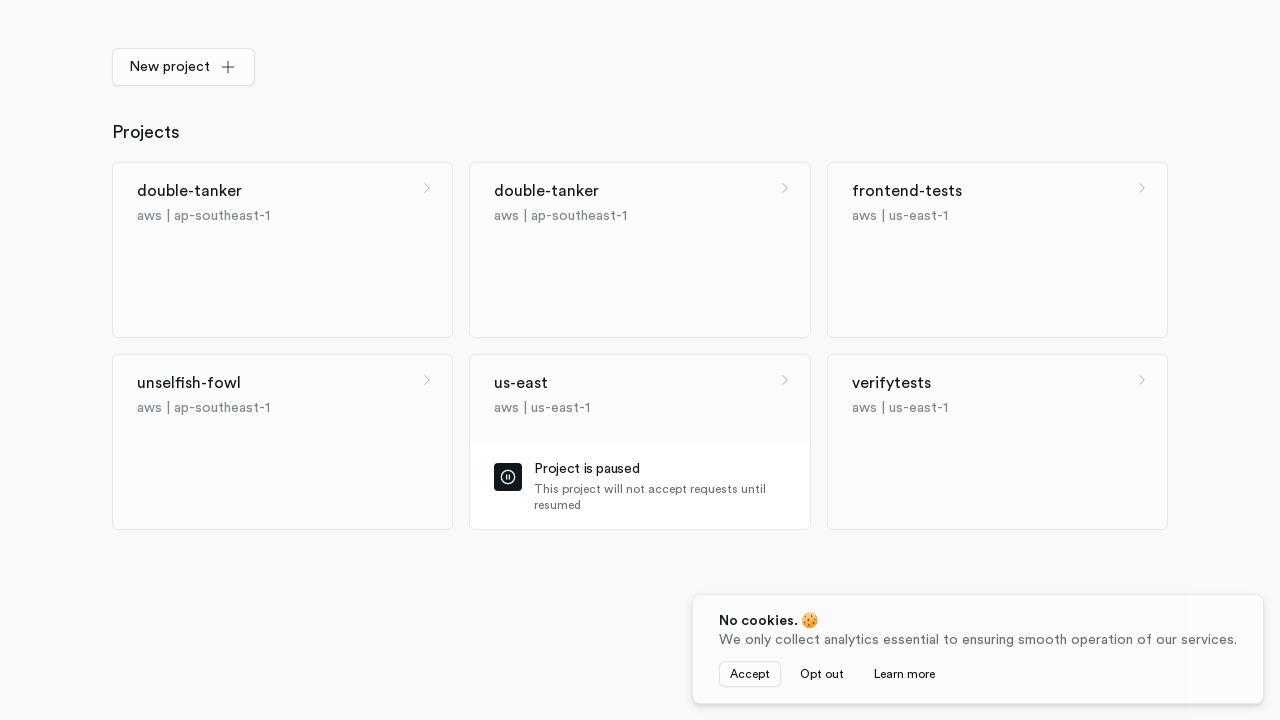 New project
Projects
double-tanker
aws | ap-southeast-1
double-tanker
aws | ap-southeast-1
frontend-tests
aws | us-east-1
unselfish-fowl
aws | ap-southeast-1
us-east
aws | us-east-1
Project is paused
This project will not accept requests until
resumed
verifytests
aws | us-east-1
No cookies. 🍪
We only collect analytics essential to ensuring smooth operation of our services.
Accept
Opt out
Learn more